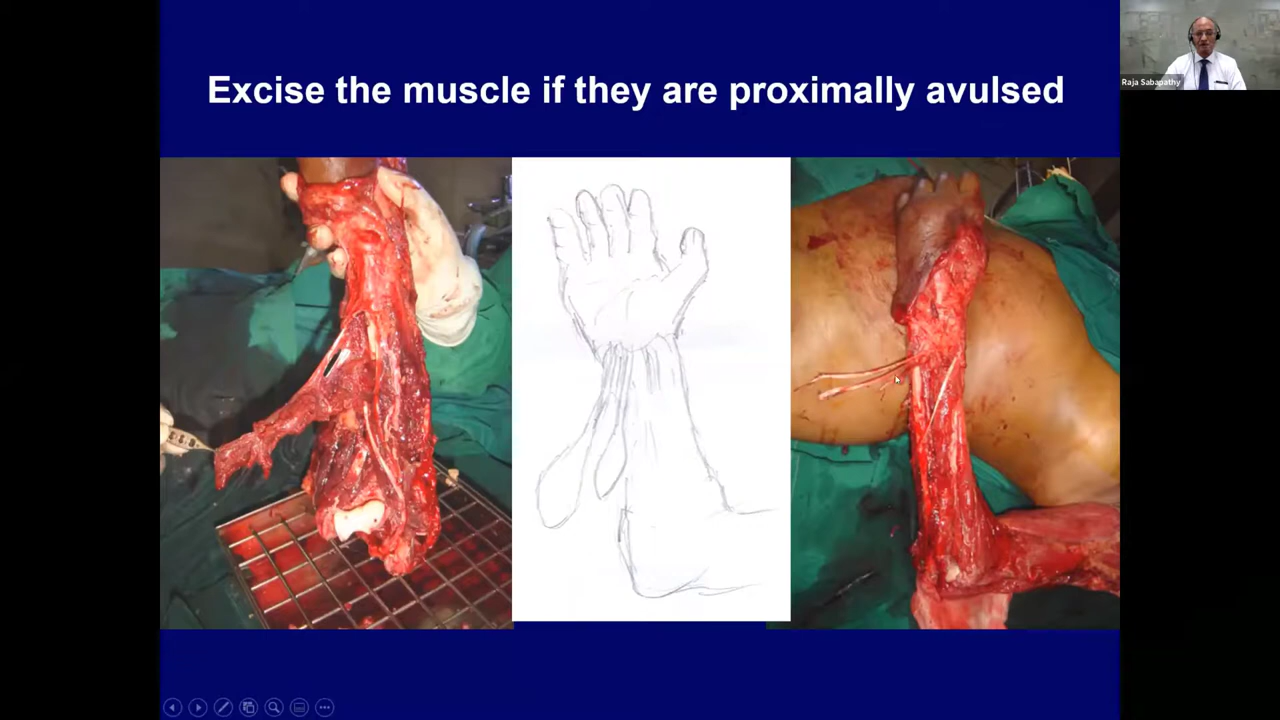 Excise the muscle if they are proximally avulsed
Raja Sabapathy